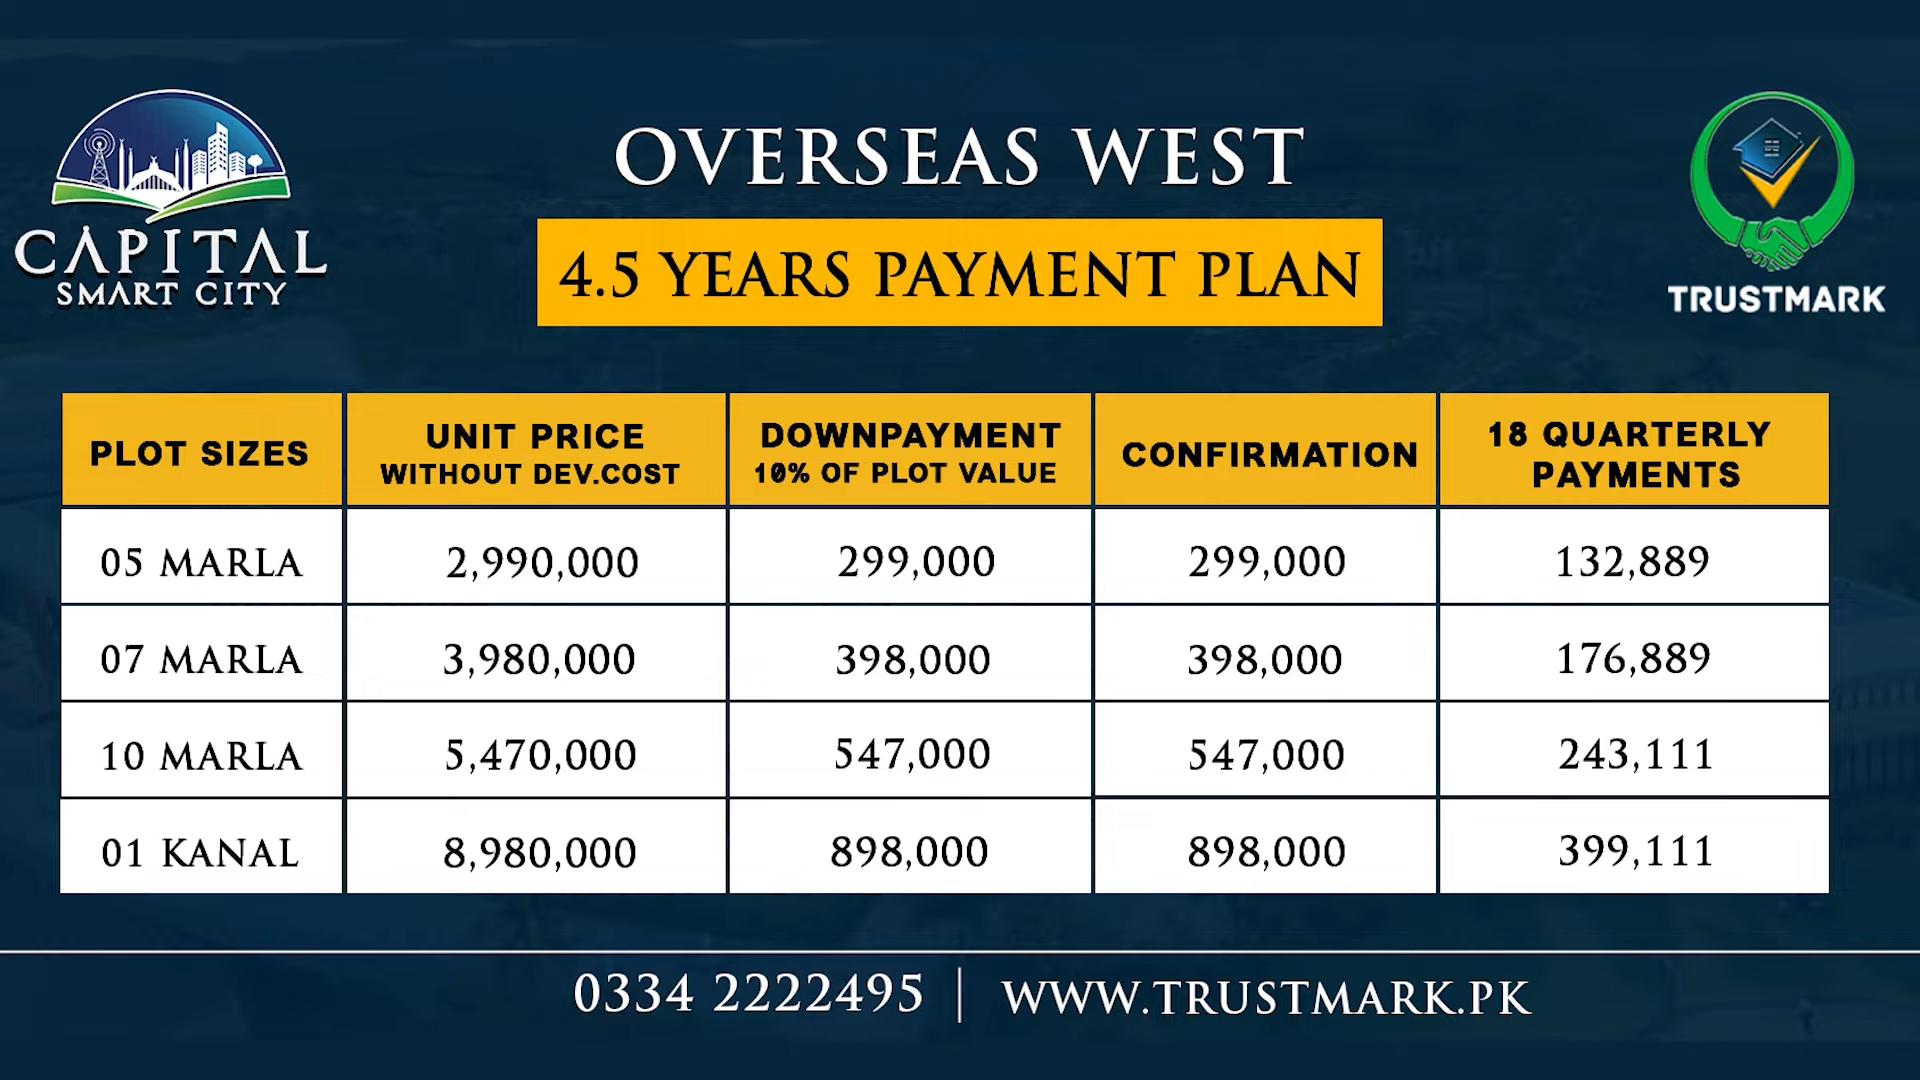 CAPITAL
SMART CITY
OVERSEAS WEST
4.5 YEARS PAYMENT PLAN
TRUSTMARK
PLOT SIZES
UNIT PRICE
WITHOUT DEV.COST
DOWNPAYMENT
10% OF PLOT VALUE
CONFIRMATION
18 QUARTERLY
PAYMENTS
05 MARLA 2,990,000 299,000 299,000 132,889
07 MARLA 3,980,000 398,000 398,000 176,889
10 MARLA 5,470,000 547,000 547,000 243,111
01 KANAL 8,980,000 898,000 898,000 399,111
0334 2222495 | WWW.TRUSTMARK.PK